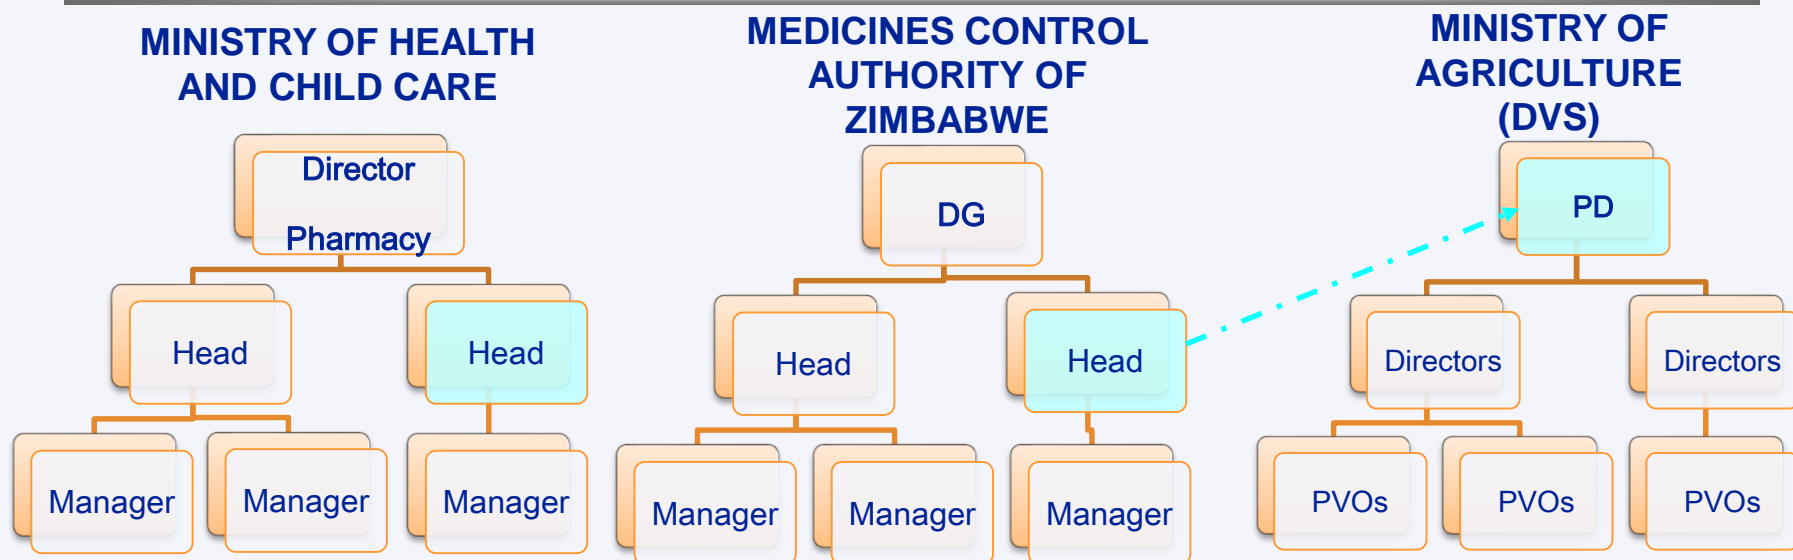 MINISTRY OF HEALTH
AND CHILD CARE
Director
Pharmacy
Head
Head
Manager
Manager
Manager
MEDICINES CONTROL
AUTHORITY OF
ZIMBABWE
DG
Head
Head
Manager
Manager
Manager
MINISTRY OF
AGRICULTURE
(DVS)
PD
Directors
Directors
PVOs
PVOs
PVOs